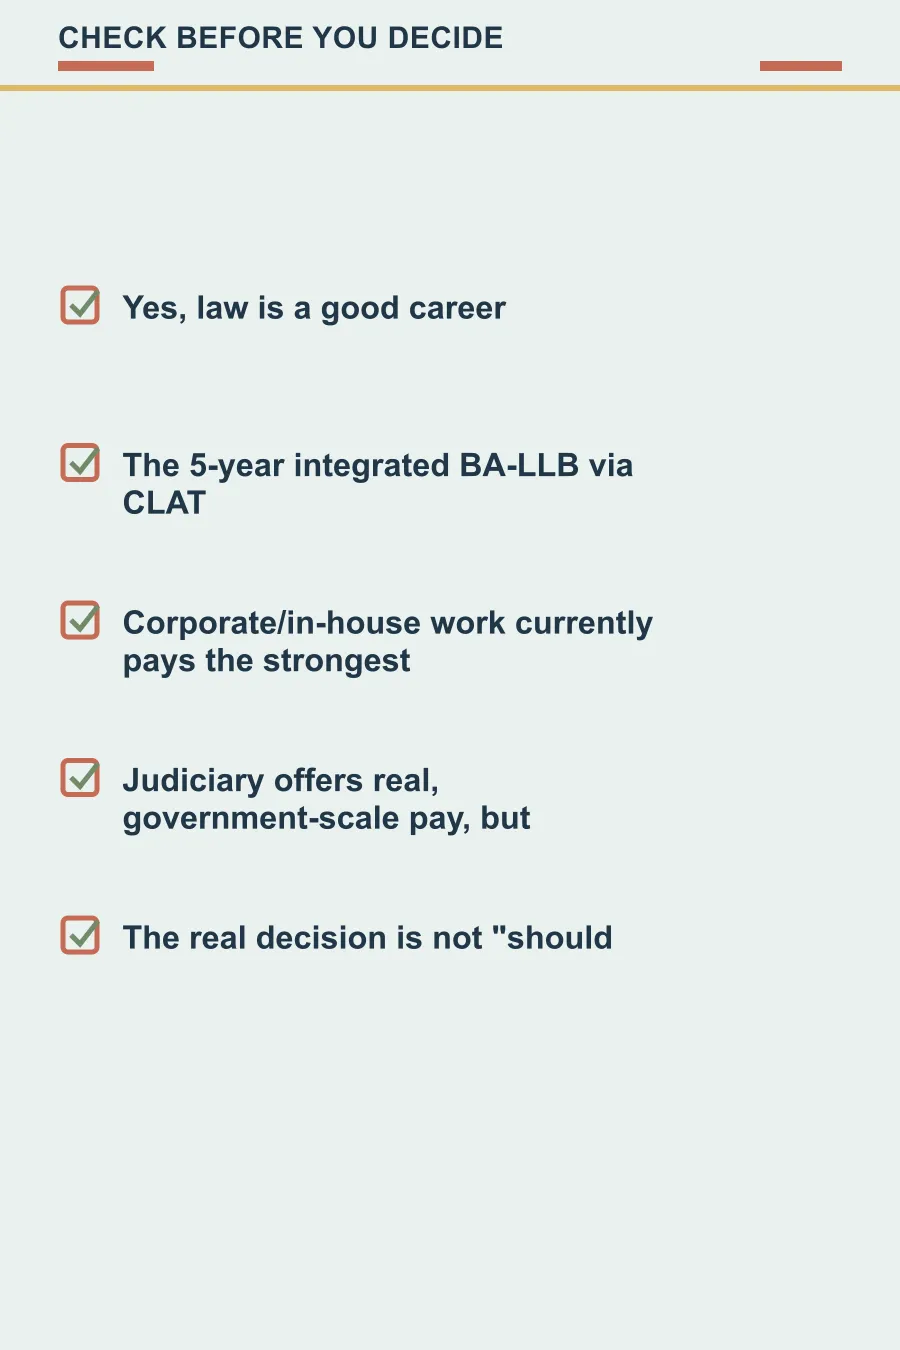 CHECK BEFORE YOU DECIDE
Yes, law is a good career
The 5-year integrated BA-LLB via
CLAT
Corporate/in-house work currently
pays the strongest
Judiciary offers real,
government-scale pay, but
The real decision is not "should